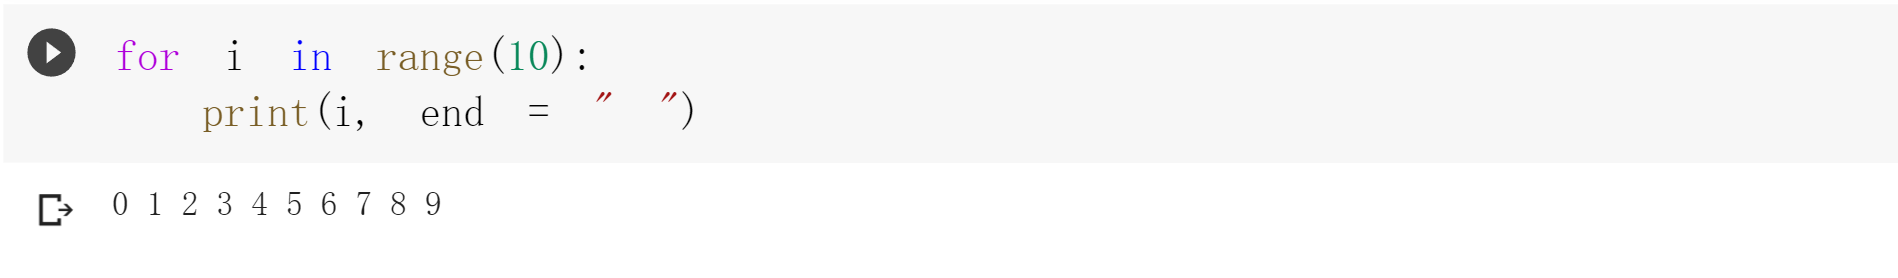 for i in range(10):
    print(i, end = " ")
0 1 2 3 4 5 6 7 8 9